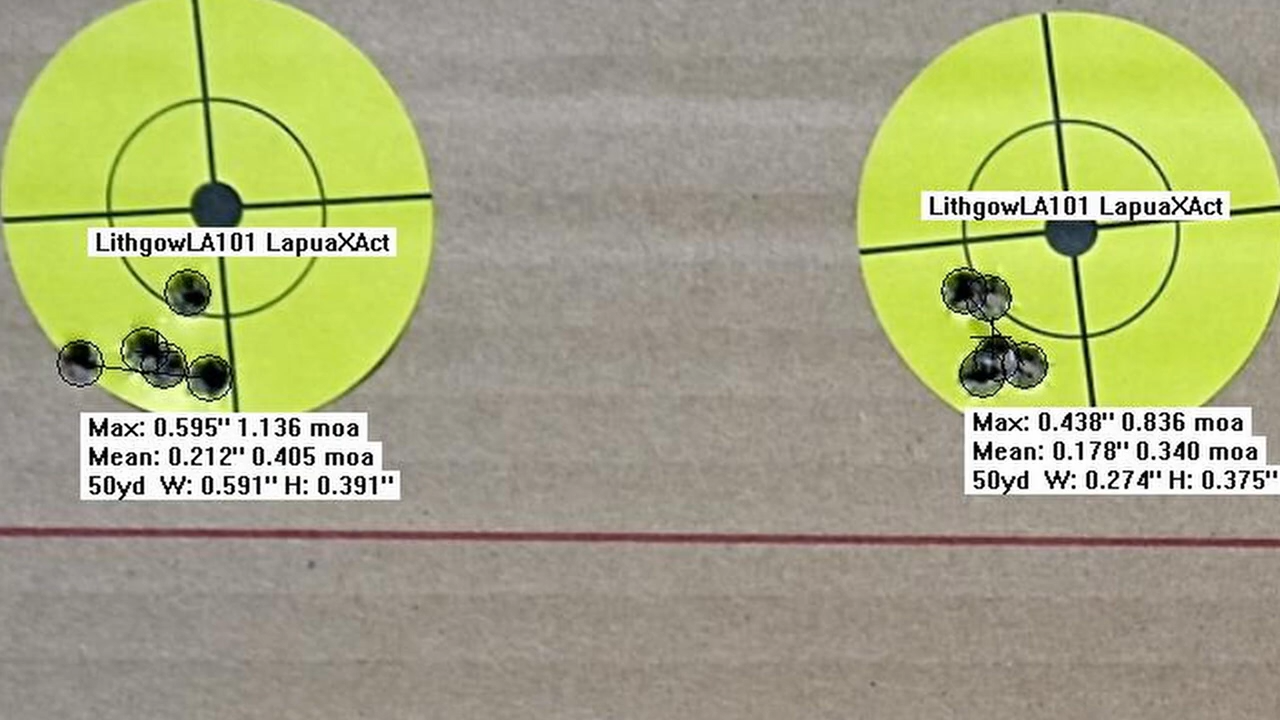 LithgowLA101 LapuaXAct
Max: 0.595" 1.136 moa
Mean: 0.212" 0.405 moa
50yd W: 0.591" H: 0.391"
LithgowLA101 LapuaXAct
Max: 0.438" 0.836 moa
Mean: 0.178" 0.340 moa
50yd W: 0.274" H: 0.375"